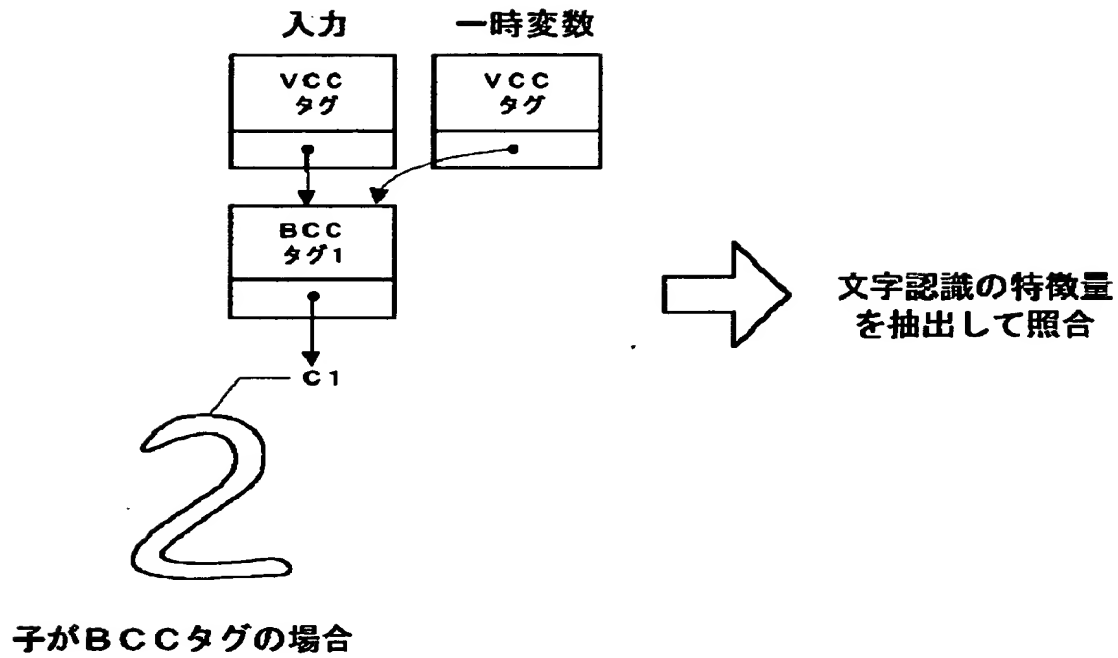 入力
一時変数
VCC
タグ
VCC
タグ
BCC
タグ1
C1
文字認識の特徴量
を抽出して照合
2
子がBCCタグの場合